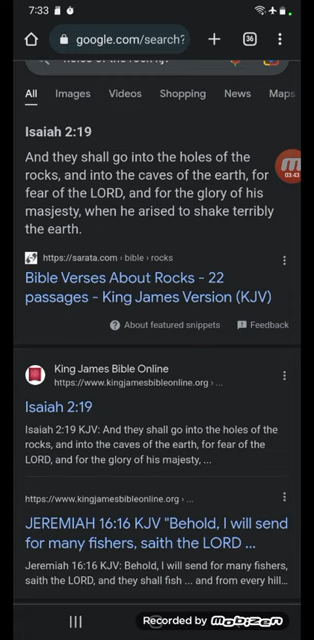 7:33
google.com/search?
36
All Images Videos Shopping News Maps
Isaiah 2:19
And they shall go into the holes of the
rocks, and into the caves of the earth, for
fear of the LORD, and for the glory of his
masjesty, when he arised to shake terribly
the earth.
03:43
https://sarata.com › bible › rocks
Bible Verses About Rocks - 22
passages - King James Version (KJV)
About featured snippets
Feedback
King James Bible Online
https://www.kingjamesbibleonline.org › ...
Isaiah 2:19
Isaiah 2:19 KJV: And they shall go into the holes of the
rocks, and into the caves of the earth, for fear of the
LORD, and for the glory of his majesty, ...
https://www.kingjamesbibleonline.org › ...
JEREMIAH 16:16 KJV "Behold, I will send
for many fishers, saith the LORD ...
Jeremiah 16:16 KJV: Behold, I will send for many fishers,
saith the LORD, and they shall fish ... and from every hill...
Recorded by mobizen